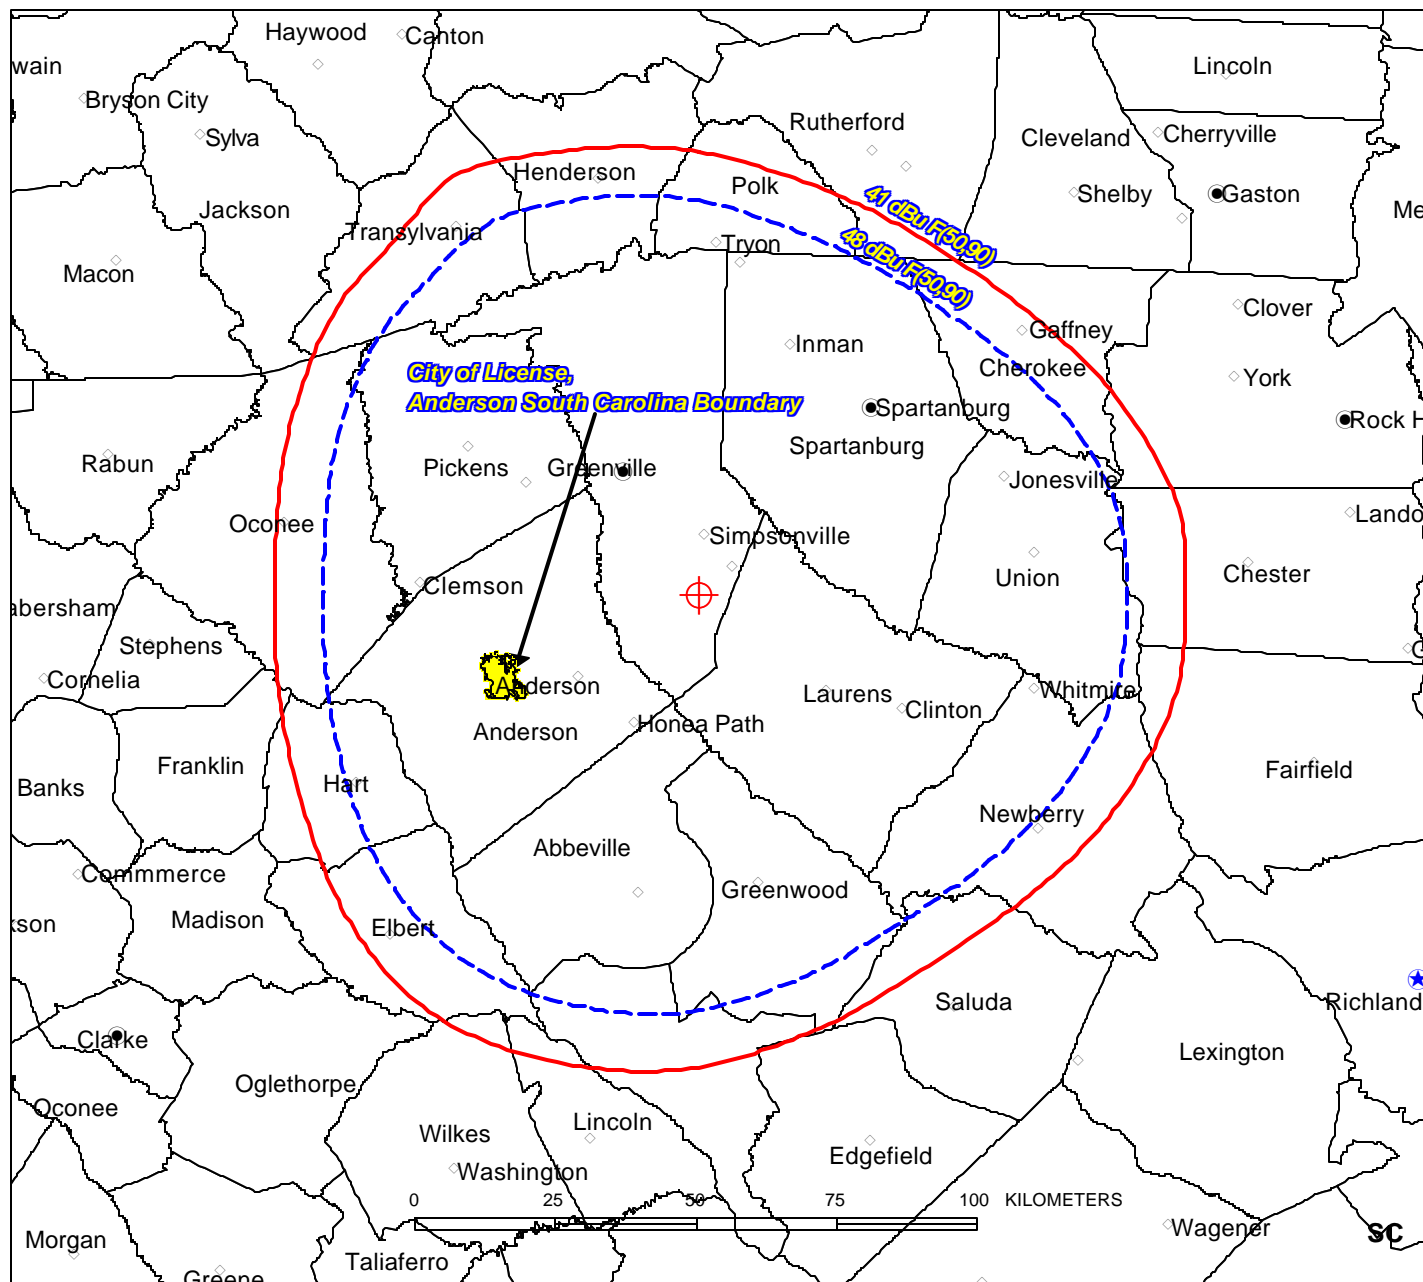 Haywood
Canton
wain
Lincoln
Bryson City
Rutherford
Cleveland
Cherryville
Sylva
Henderson
Polk
Shelby
Gaston
Jackson
Me
Transylvania
41 dBu F(50,90)
Tryon
48 dBu F(50,90)
Macon
Clover
Gaffney
Inman
Cherokee
City of License,
Anderson South Carolina Boundary
York
Spartanburg
Rock H
Spartanburg
Rabun
Pickens
Greenville
Jonesville
Lando
Oconee
Simpsonville
Chester
Union
Clemson
abersham
Stephens
Cornelia
Anderson
Laurens
Whitmire
Clinton
Honea Path
Anderson
Franklin
Fairfield
Banks
Hart
Newberry
Abbeville
Commmerce
Greenwood
kson
Madison
Elbert
Saluda
Richland
Clarke
Lexington
Oglethorpe
Oconee
Lincoln
Wilkes
Edgefield
Washington
0 25 50 75 100 KILOMETERS
Wagener
SC
Morgan
Taliaferro
Greene